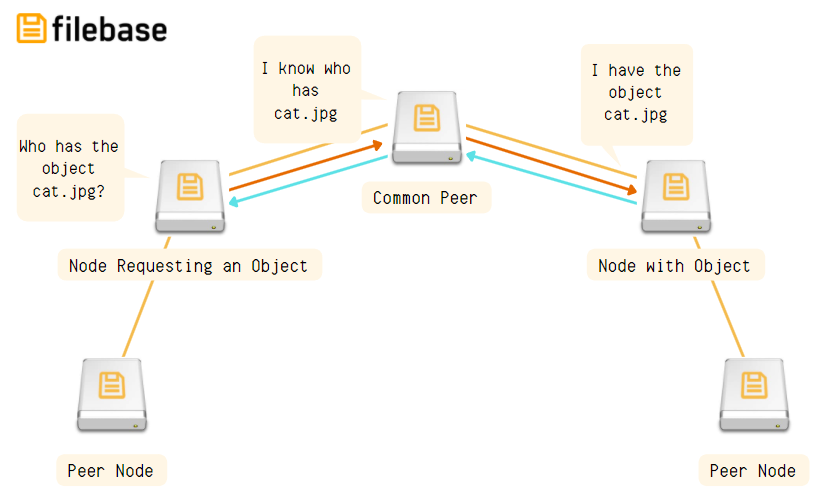 filebase
I know who
has
cat.jpg
I have the
object
cat.jpg
Who has the
object
cat.jpg?
Common Peer
Node Requesting an Object
Node with Object
Peer Node
Peer Node